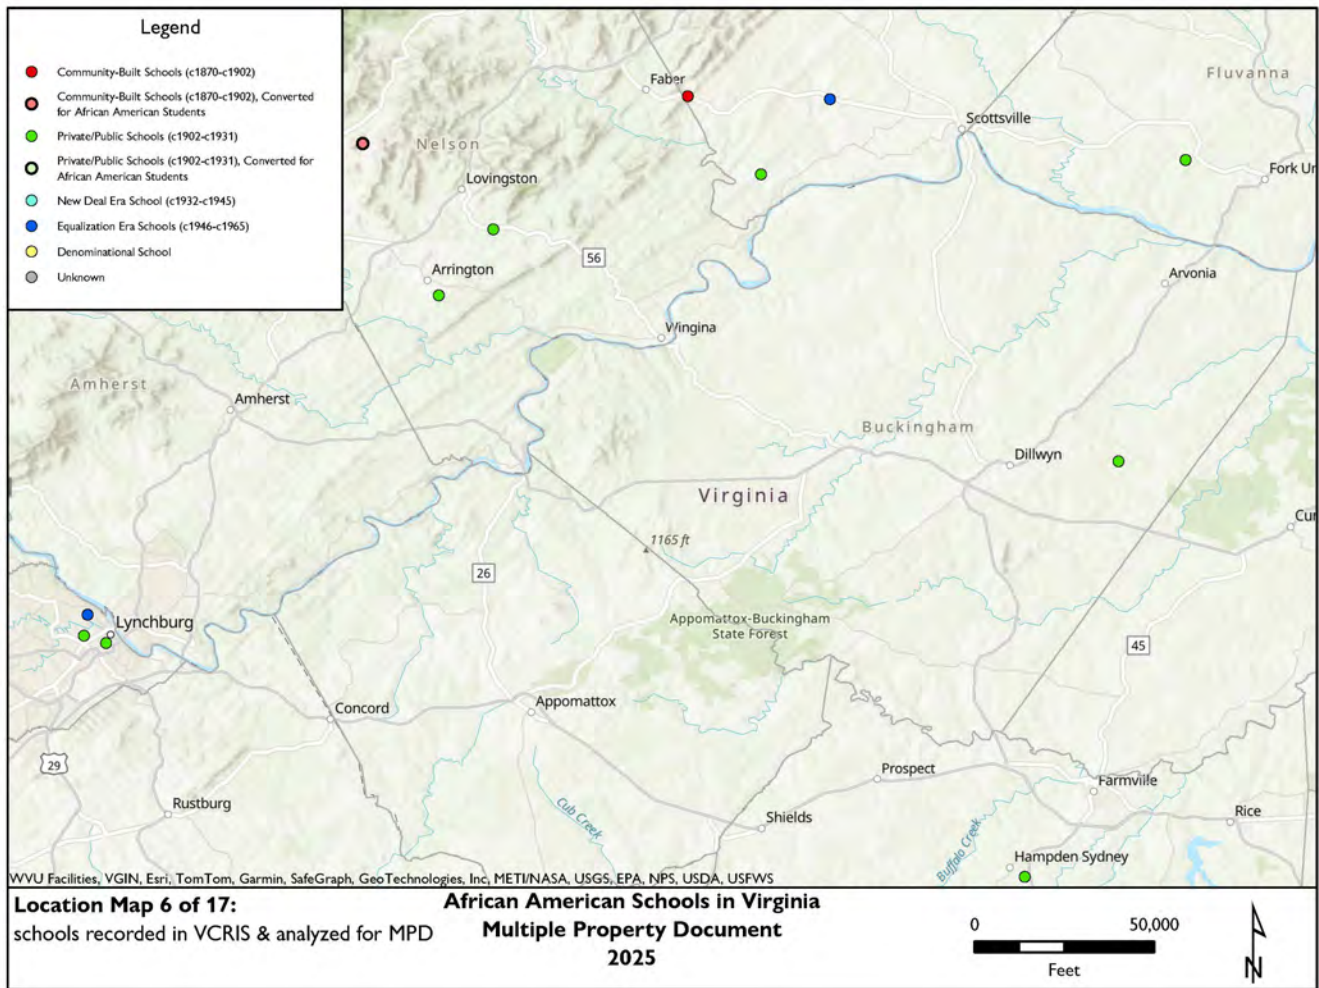 Legend
Community-Built Schools (c1870-c1902)
Community-Built Schools (c1870-c1902), Converted
for African American Students
Private/Public Schools (c1902-c1931)
Private/Public Schools (c1902-c1931), Converted for
African American Students
New Deal Era School (c1932-c1945)
Equalization Era Schools (c1946-c1965)
Denominational School
Unknown
Faber
Fluvanna
Scottsville
Nelson
Fork Un
Lovingston
56
Arrington
Arvonia
Wingina
Amherst
Amherst
Buckingham
Dillwyn
Virginia
Cur
1165 ft
26
Appomattox-Buckingham
State Forest
Lynchburg
45
Concord
Appomattox
29
Prospect
Farmville
Rustburg
Cub Creek
Shields
Rice
Buffalo Creek
Hampden Sydney
WVU Facilities, VGIN, Esri, TomTom, Garmin, SafeGraph, GeoTechnologies, Inc, METI/NASA, USGS, EPA, NPS, USDA, USFWS
Location Map 6 of 17:
schools recorded in VCRIS & analyzed for MPD
African American Schools in Virginia
Multiple Property Document
2025
0 50,000
Feet
N